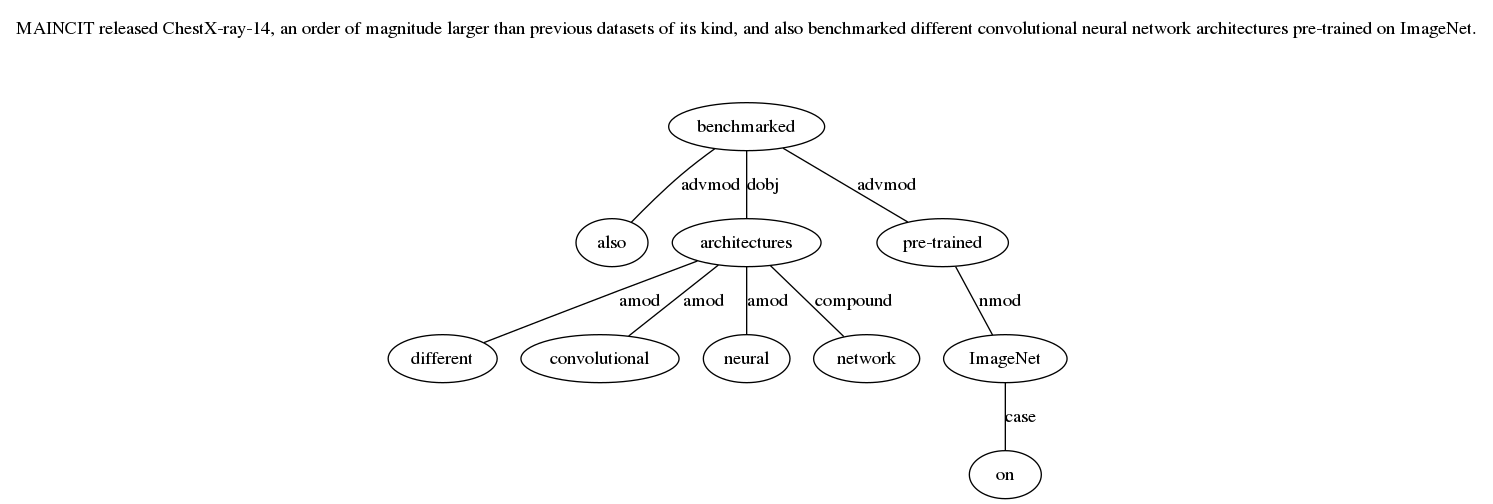 MAINCIT released ChestX-ray-14, an order of magnitude larger than previous datasets of its kind, and also benchmarked different convolutional neural network architectures pre-trained on ImageNet.
benchmarked
advmod dobj advmod
also architectures pre-trained
amod amod amod compound nmod
different convolutional neural network ImageNet
case
on